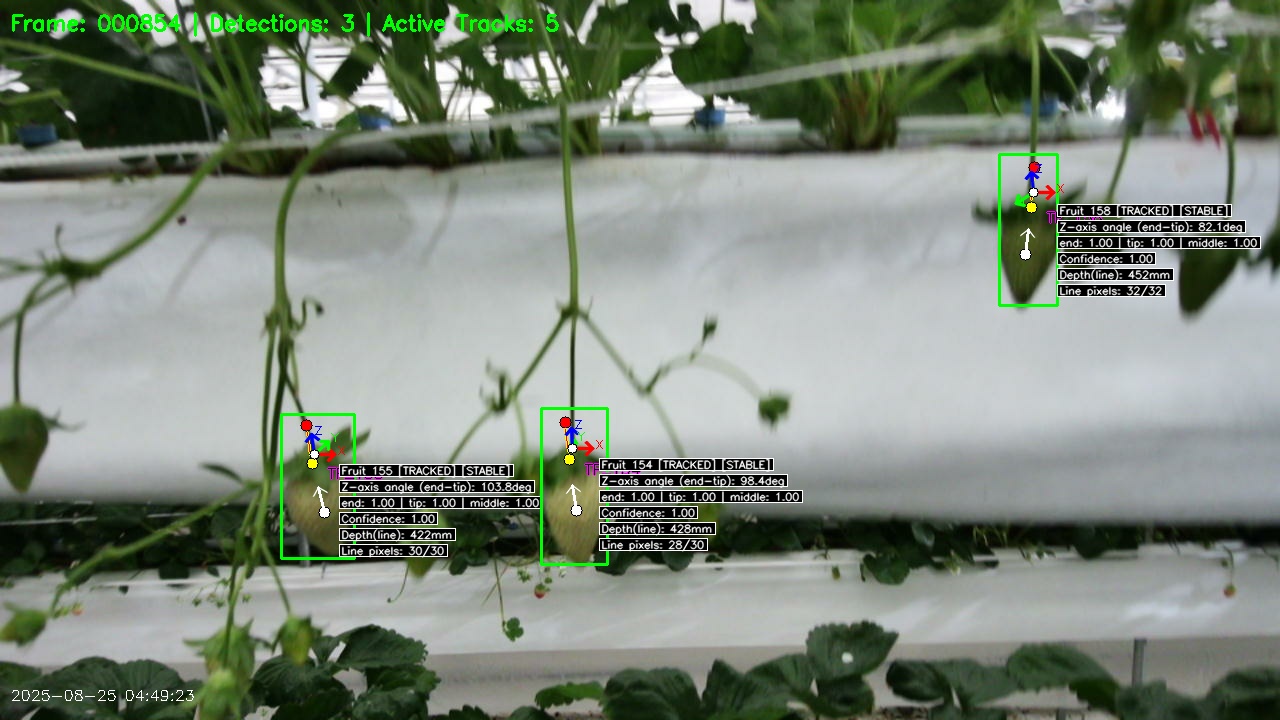 Frame: 000854 | Detections: 3 | Active Tracks: 5
Z
X
Fruit 158 [TRACKED] [STABLE]
Z-axis angle (end-tip): 82.1deg
end: 1.00 | tip: 1.00 | middle: 1.00
Confidence: 1.00
Depth(line): 452mm
Line pixels: 32/32
Z
X
Fruit 154 [TRACKED] [STABLE]
Z-axis angle (end-tip): 98.4deg
end: 1.00 | tip: 1.00 | middle: 1.00
Confidence: 1.00
Depth(line): 428mm
Line pixels: 28/30
Z
Fruit 155 [TRACKED] [STABLE]
Z-axis angle (end-tip): 103.8deg
end: 1.00 | tip: 1.00 | middle: 1.00
Confidence: 1.00
Depth(line): 422mm
Line pixels: 30/30
2025-08-25 04:49:23